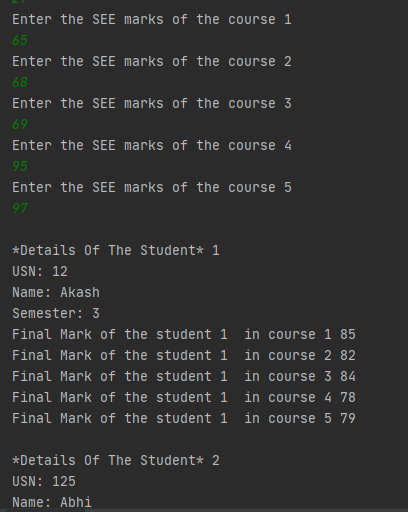 Enter the SEE marks of the course 1
65
Enter the SEE marks of the course 2
68
Enter the SEE marks of the course 3
69
Enter the SEE marks of the course 4
95
Enter the SEE marks of the course 5
97
*Details Of The Student* 1
USN: 12
Name: Akash
Semester: 3
Final Mark of the student 1  in course 1 85
Final Mark of the student 1  in course 2 82
Final Mark of the student 1  in course 3 84
Final Mark of the student 1  in course 4 78
Final Mark of the student 1  in course 5 79
*Details Of The Student* 2
USN: 125
Name: Abhi